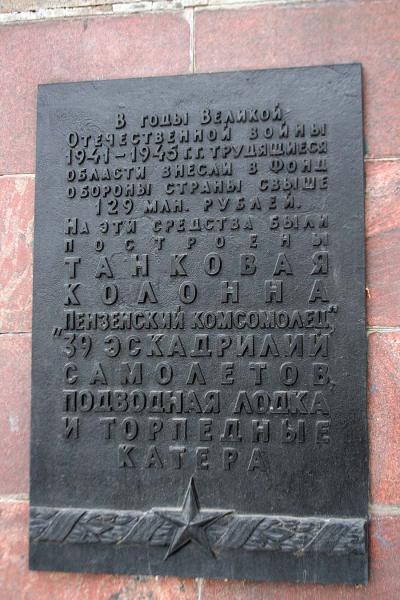 В годы Великой
Отечественной войны
1941-1945 г.г. трудящиеся
области внесли в фонд
обороны страны свыше
129 млн. рублей.
На эти средства были
построены
ТАНКОВАЯ
КОЛОННА
„ПЕНЗЕНСКИЙ КОМСОМОЛЕЦ,"
39 ЭСКАДРИЛИЙ
САМОЛЕТОВ,
ПОДВОДНАЯ ЛОДКА
И ТОРПЕДНЫЕ
КАТЕРА